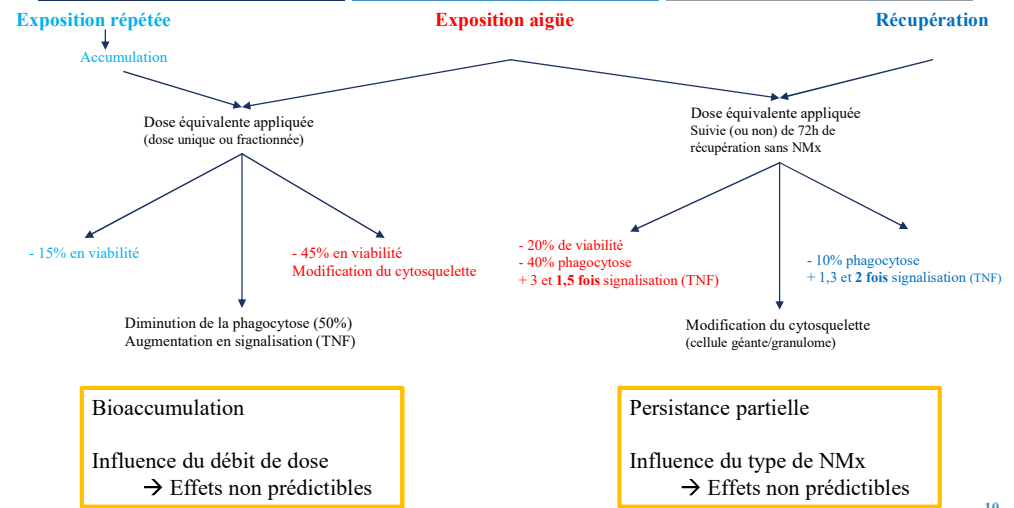 Exposition répétée
Exposition aigüe
Récupération
Accumulation
Dose équivalente appliquée
(dose unique ou fractionnée)
Dose équivalente appliquée
Suivie (ou non) de 72h de
récupération sans NMx
- 15% en viabilité
- 45% en viabilité
Modification du cytosquelette
- 20% de viabilité
- 40% phagocytose
+ 3 et 1,5 fois signalisation (TNF)
- 10% phagocytose
+ 1,3 et 2 fois signalisation (TNF)
Diminution de la phagocytose (50%)
Augmentation en signalisation (TNF)
Modification du cytosquelette
(cellule géante/granulome)
Bioaccumulation
Influence du débit de dose
→ Effets non prédictibles
Persistance partielle
Influence du type de NMx
→ Effets non prédictibles